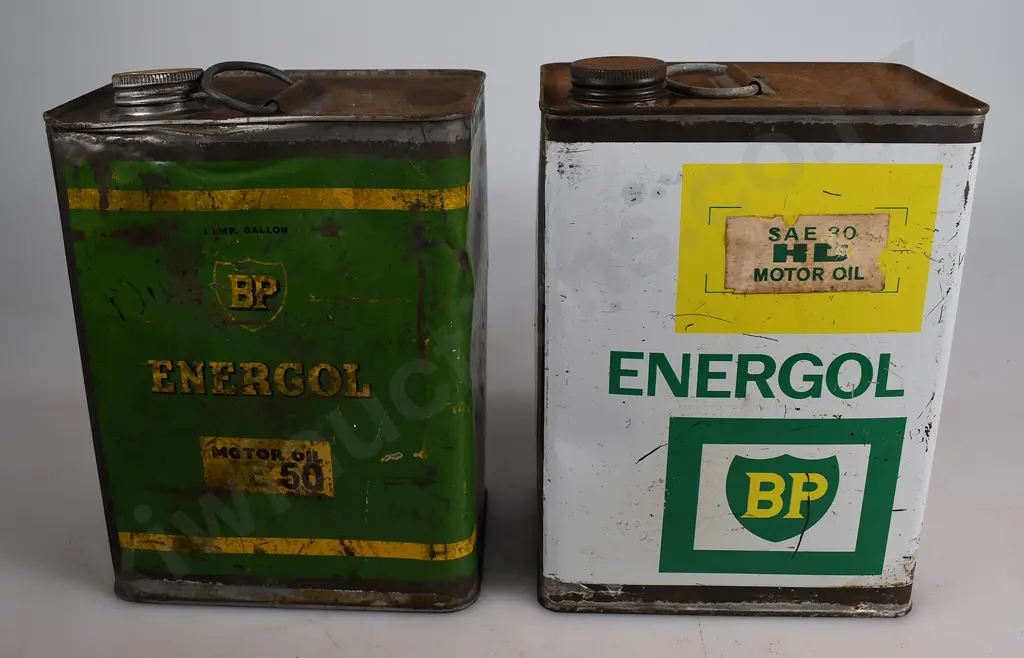 1 IMP. GALLON
BP
ENERGOL
MOTOR OIL
50
SAE 30
HD
MOTOR OIL
ENERGOL
BP